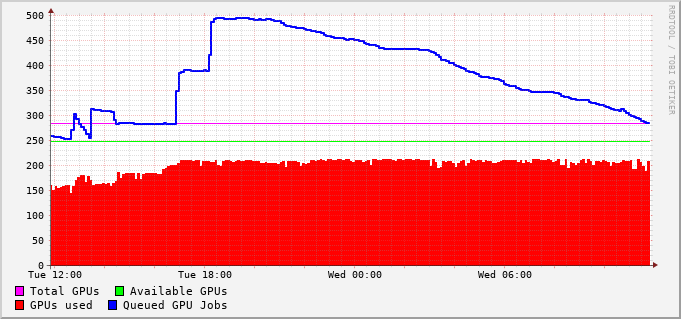 500
450
400
350
300
250
200
150
100
50
0
Tue 12:00 Tue 18:00 Wed 00:00 Wed 06:00
Total GPUs Available GPUs
GPUs used Queued GPU Jobs
RRDTOOL / TOBI OETIKER